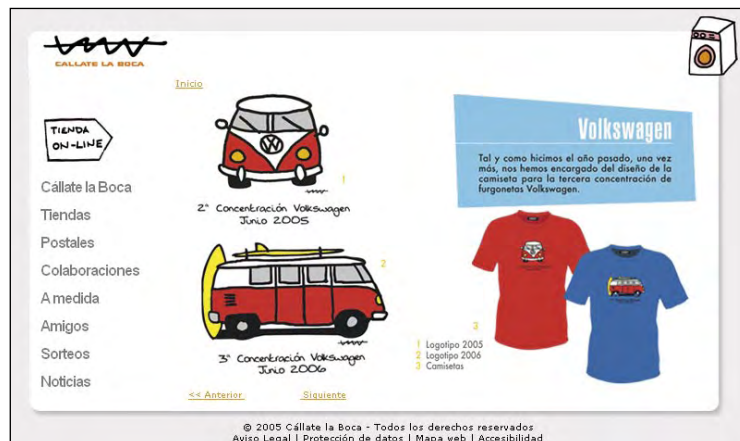 CALLATE LA BOCA
Inicio
TIENDA
ON-LINE
Cállate la Boca
Tiendas
Postales
Colaboraciones
A medida
Amigos
Sorteos
Noticias
1
2ª Concentración Volkswagen
Junio 2005
2
3ª Concentración Volkswagen
Junio 2006
<< Anterior
Siguiente
Volkswagen
Tal y como hicimos el año pasado, una vez
más, nos hemos encargado del diseño de la
camiseta para la tercera concentración de
furgonetas Volkswagen.
3
1 Logotipo 2005
2 Logotipo 2006
3 Camisetas
© 2005 Cállate la Boca - Todos los derechos reservados
Aviso Legal | Protección de datos | Mapa web | Accesibilidad